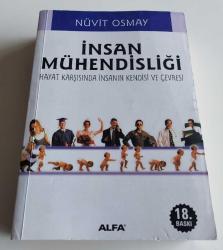 NÜVİT OSMAY
İNSAN
MÜHENDİSLİĞİ
HAYAT KARŞISINDA İNSANIN KENDİSİ VE ÇEVRESİ
ALFA
18.
BASKI